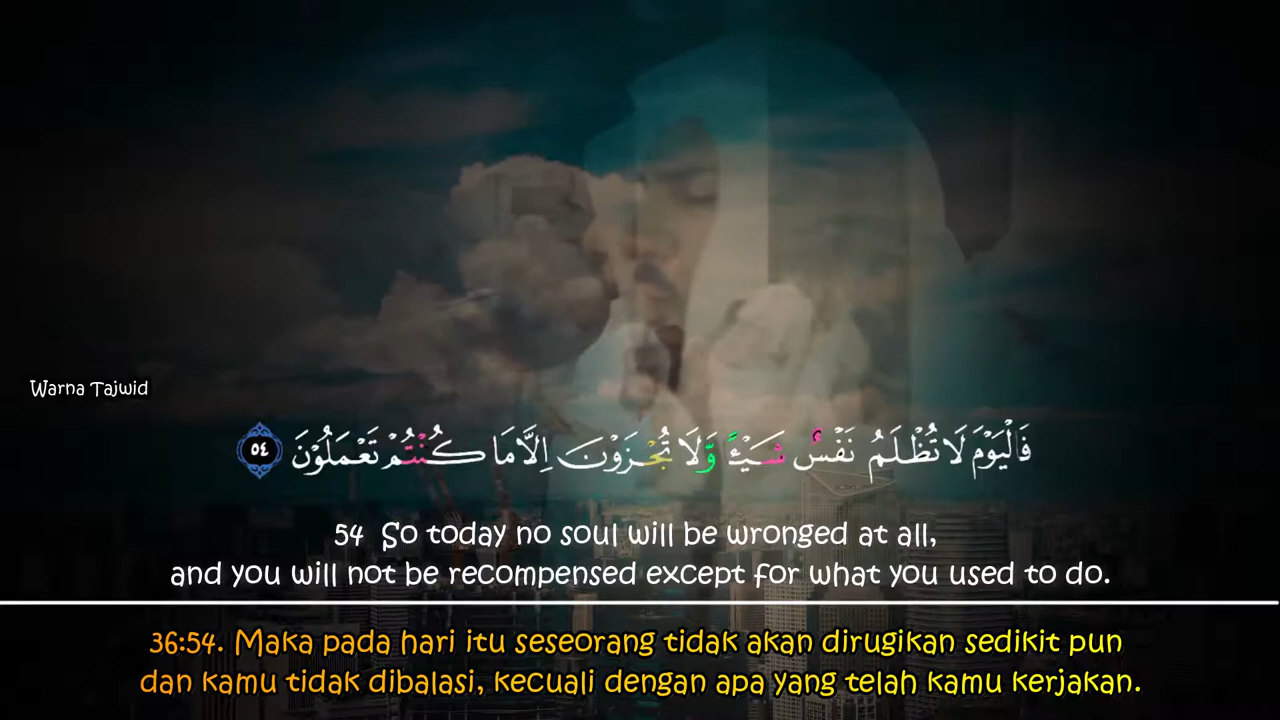 Warna Tajwid
فَالْيَوْمَ لَا تُظْلَمُ نَفْسٌ شَيْـًٔا وَّلَا تُجْزَوْنَ اِلَّا مَا كُنْتُمْ تَعْمَلُوْنَ ٥٤
54 So today no soul will be wronged at all,
and you will not be recompensed except for what you used to do.
36:54. Maka pada hari itu seseorang tidak akan dirugikan sedikit pun
dan kamu tidak dibalasi, kecuali dengan apa yang telah kamu kerjakan.